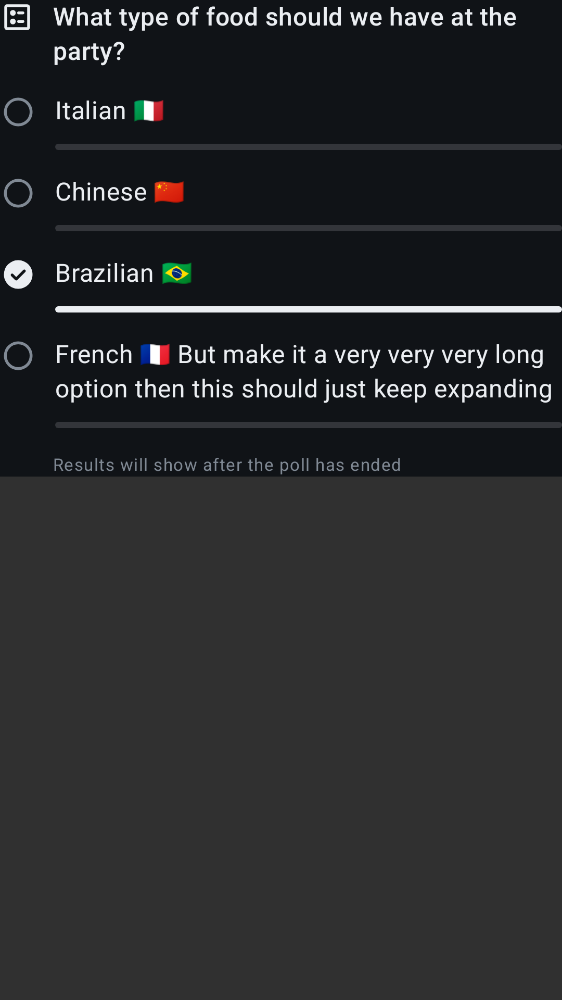 What type of food should we have at the
party?
Italian 🇮🇹
Chinese 🇨🇳
Brazilian 🇧🇷
French 🇫🇷 But make it a very very very long
option then this should just keep expanding
Results will show after the poll has ended